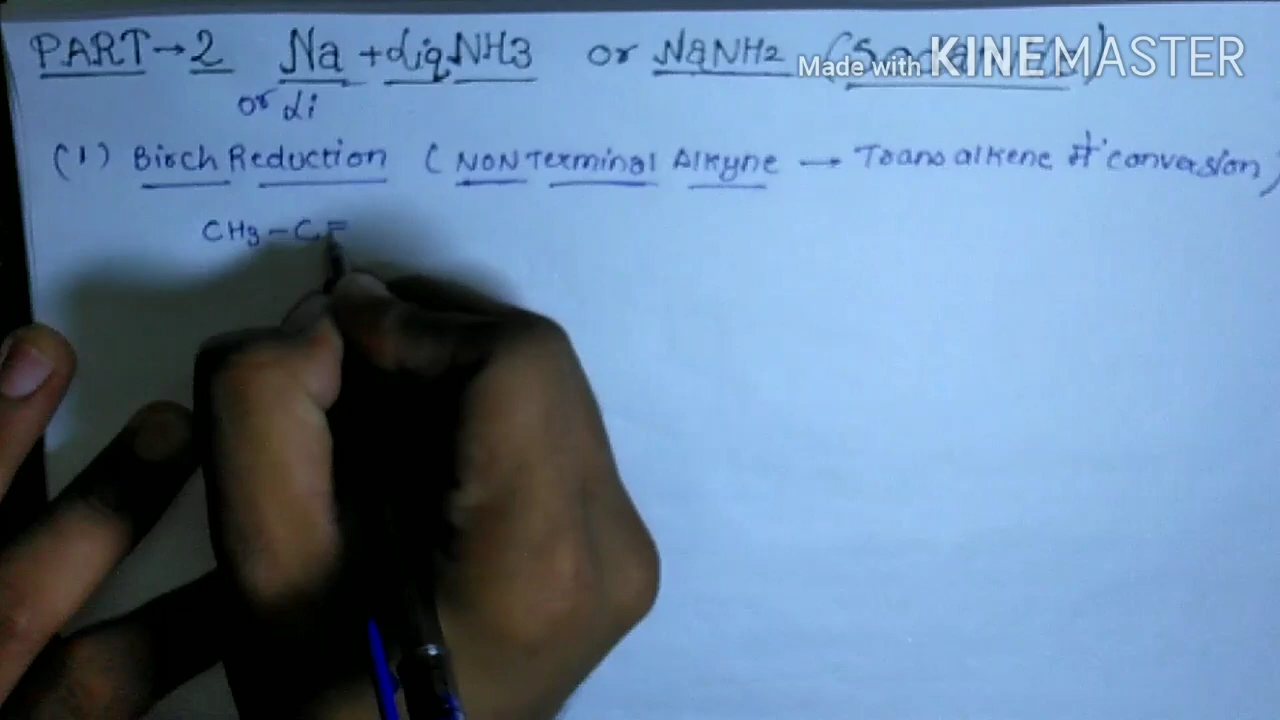 PART→2 Na + liq NH3 or NaNH2 (Sodamide)
Made with KINEMASTER
or Li
(1) Birch Reduction (NON Terminal Alkyne → Trans alkene में conversion)
CH3-C≡